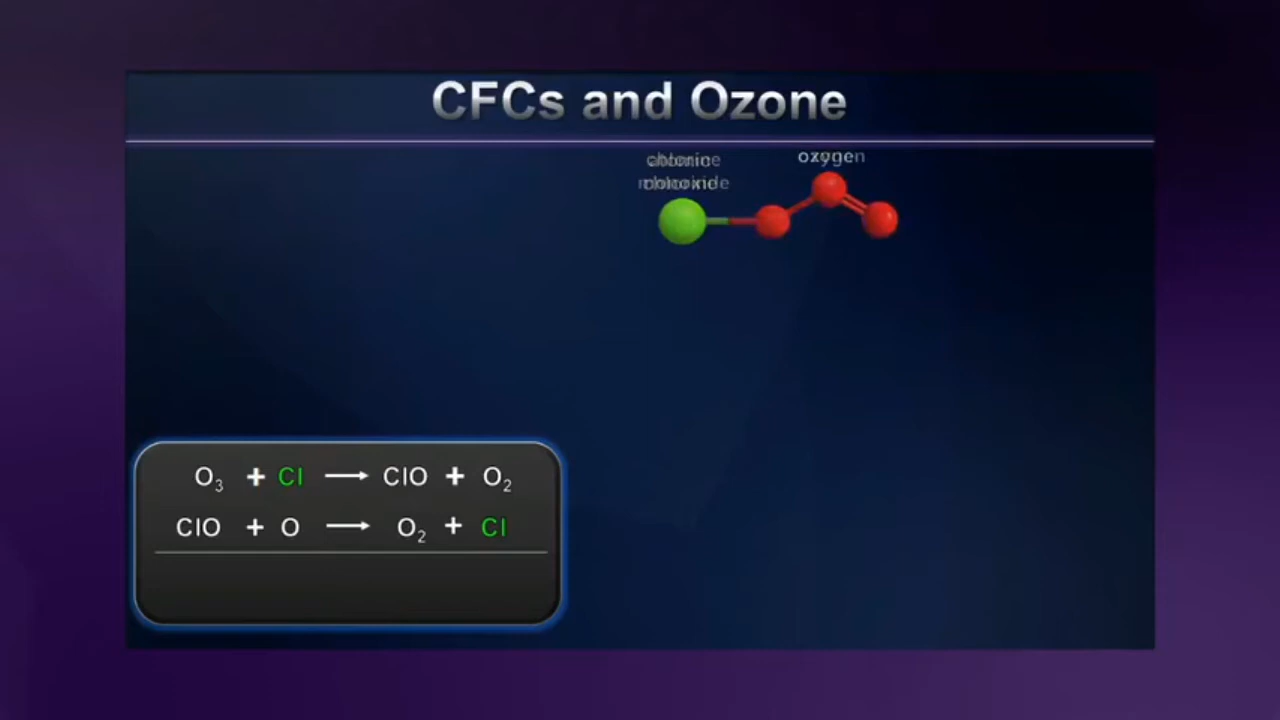 CFCs and Ozone
oxygen
O₃ + Cl ⟶ ClO + O₂
ClO + O ⟶ O₂ + Cl